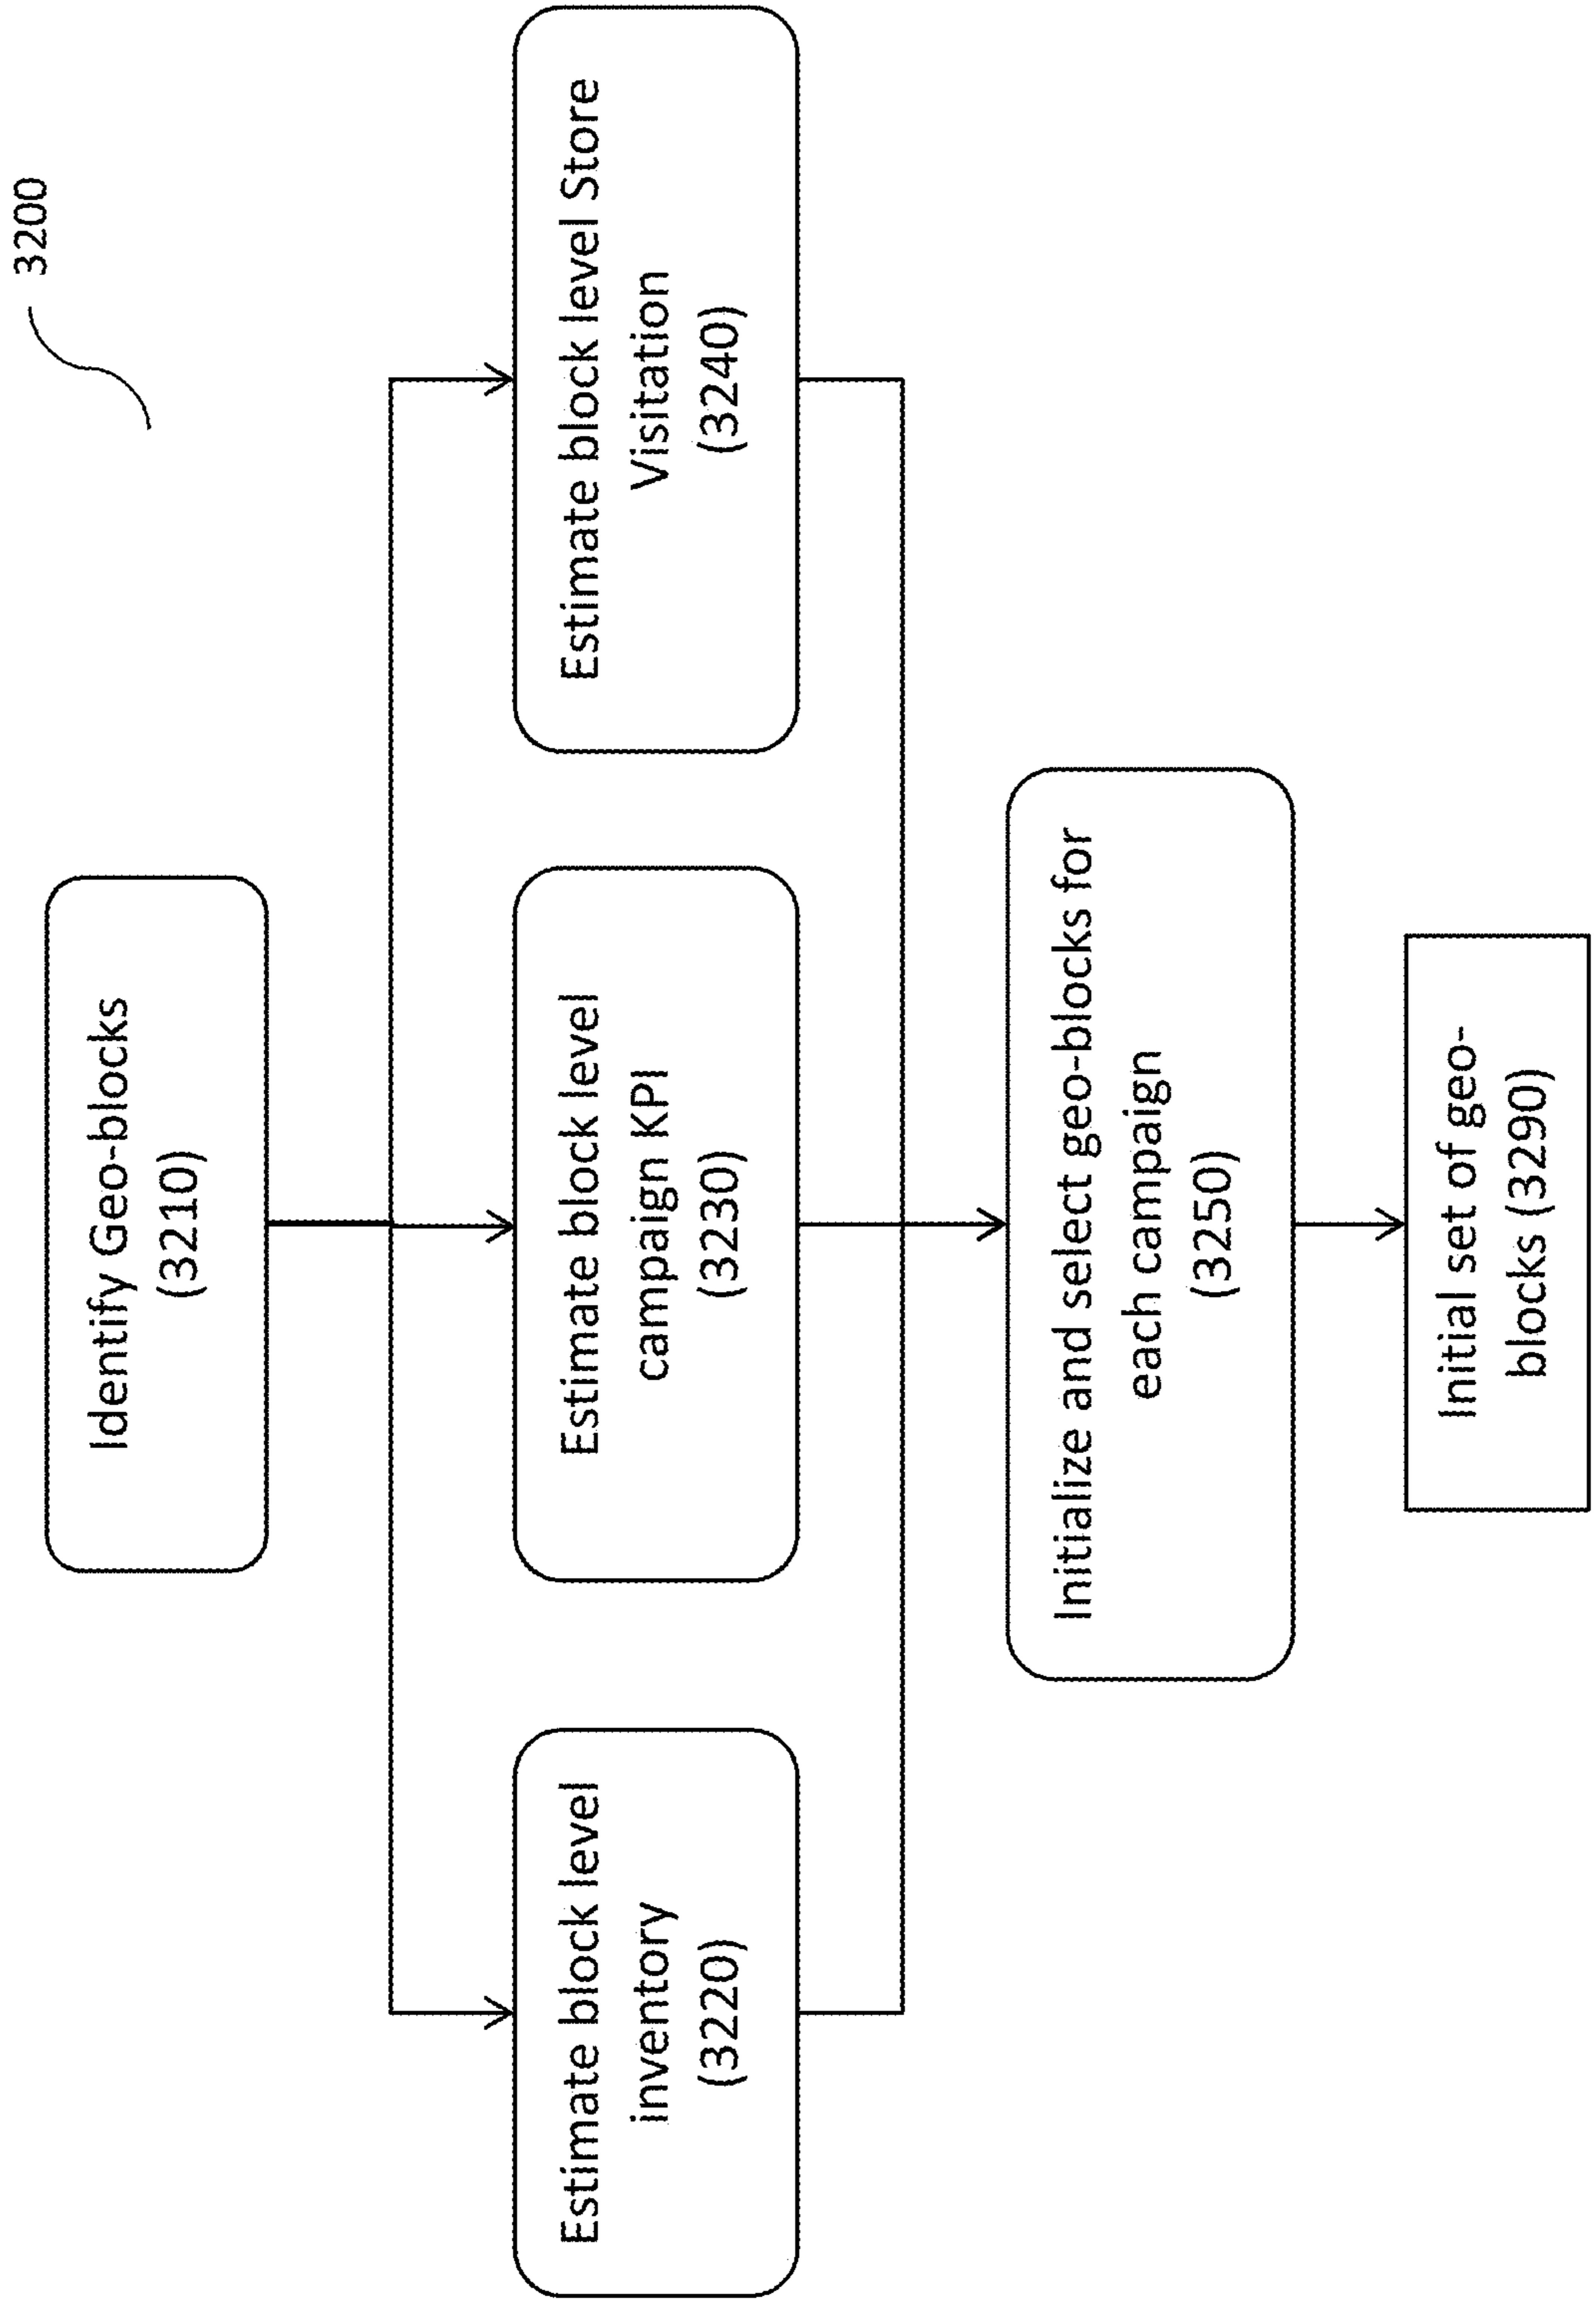 3200
Identify Geo-blocks
(3210)
Estimate block level
inventory
(3220)
Estimate block level
campaign KPI
(3230)
Estimate block level Store
Visitation
(3240)
Initialize and select geo-blocks for
each campaign
(3250)
Initial set of geo-
blocks (3290)